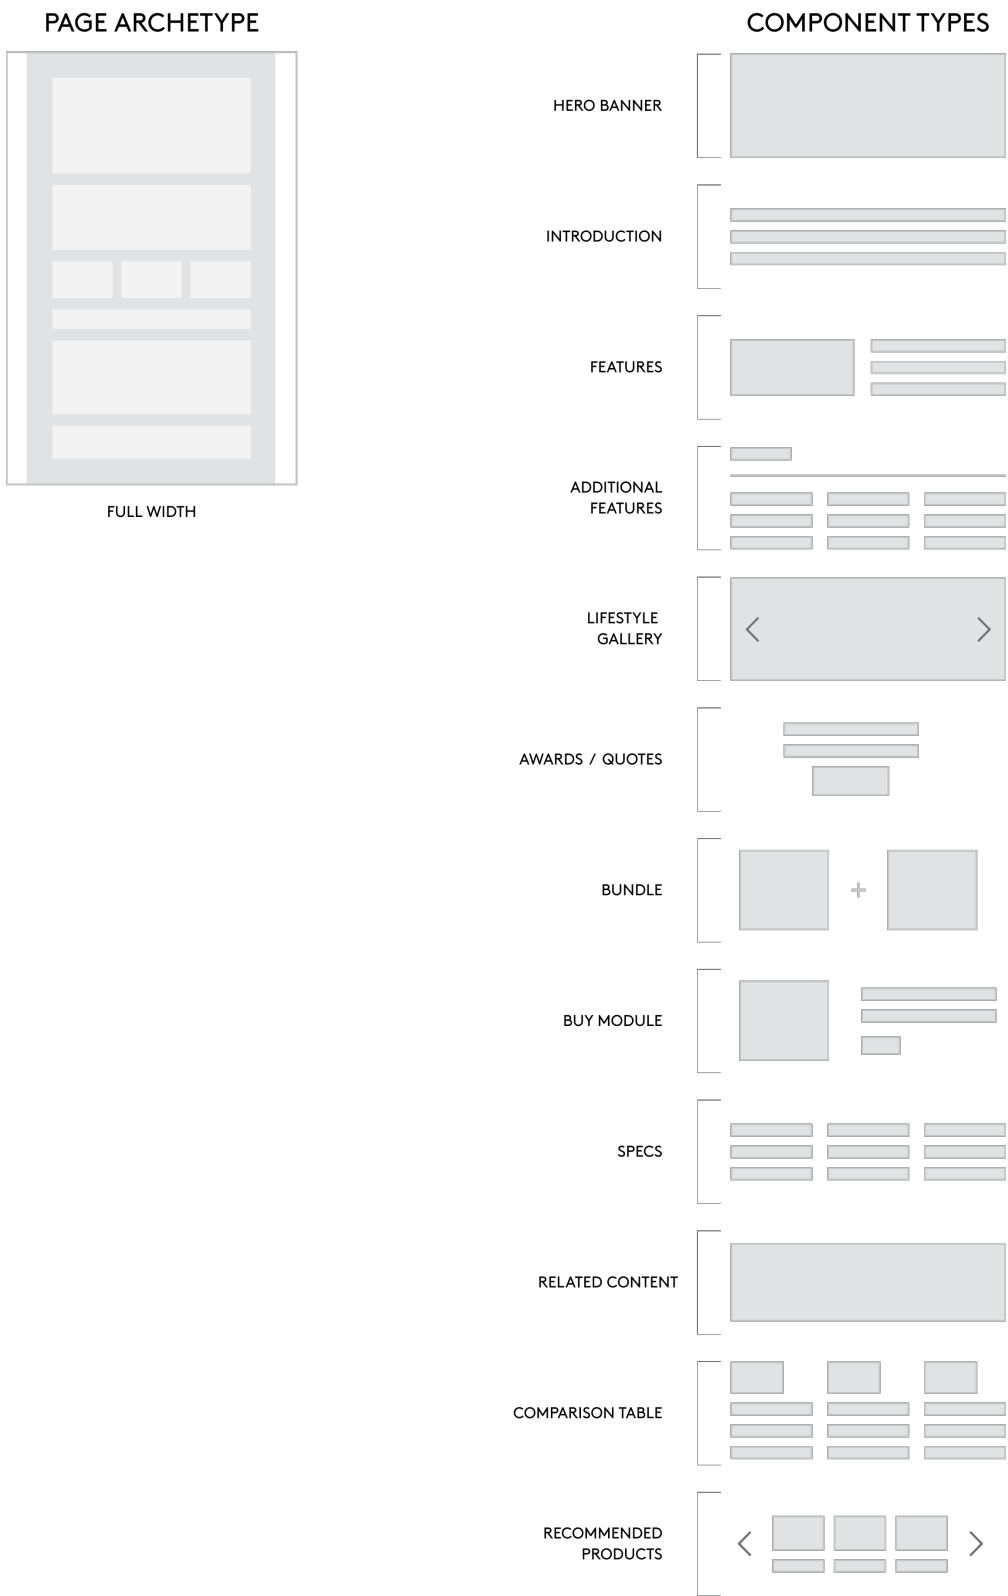 PAGE ARCHETYPE
FULL WIDTH
COMPONENT TYPES
HERO BANNER
INTRODUCTION
FEATURES
ADDITIONAL
FEATURES
LIFESTYLE
GALLERY
AWARDS / QUOTES
BUNDLE
+
BUY MODULE
SPECS
RELATED CONTENT
COMPARISON TABLE
RECOMMENDED
PRODUCTS